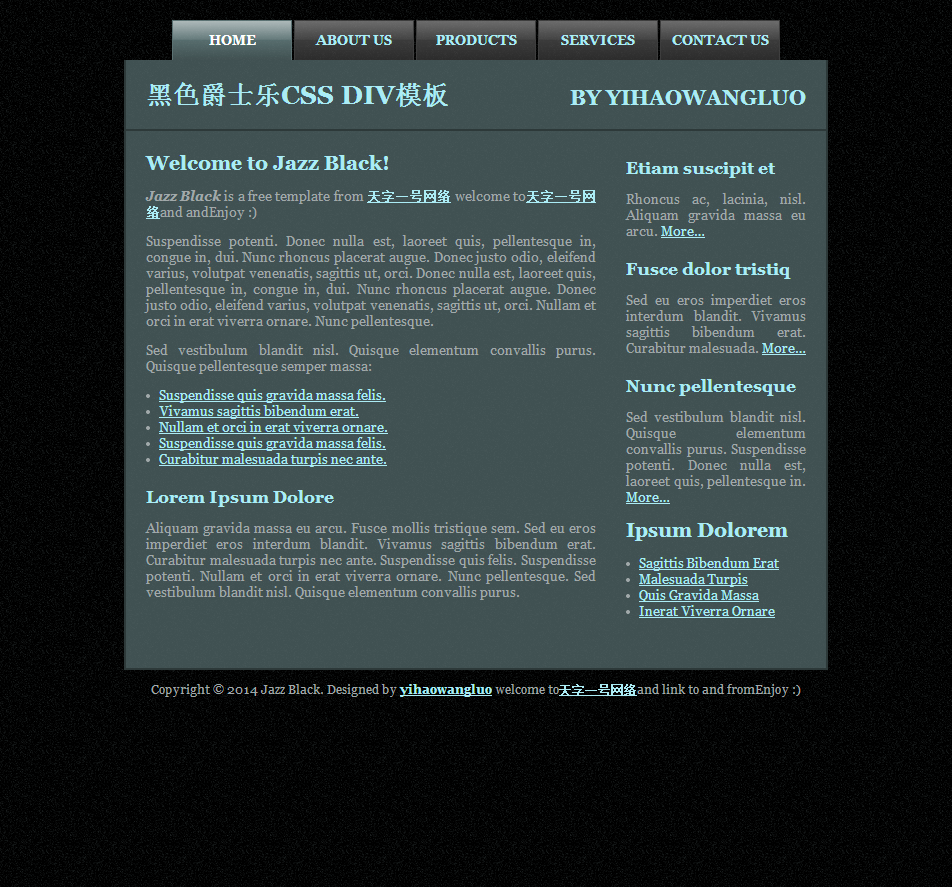 HOME ABOUT US PRODUCTS SERVICES CONTACT US
黑色爵士乐CSS DIV模板
BY YIHAOWANGLUO
Welcome to Jazz Black!
Jazz Black is a free template from 天字一号网络 welcome to天字一号网
络and andEnjoy :)
Suspendisse potenti. Donec nulla est, laoreet quis, pellentesque in,
congue in, dui. Nunc rhoncus placerat augue. Donec justo odio, eleifend
varius, volutpat venenatis, sagittis ut, orci. Donec nulla est, laoreet quis,
pellentesque in, congue in, dui. Nunc rhoncus placerat augue. Donec
justo odio, eleifend varius, volutpat venenatis, sagittis ut, orci. Nullam et
orci in erat viverra ornare. Nunc pellentesque.
Sed vestibulum blandit nisl. Quisque elementum convallis purus.
Quisque pellentesque semper massa:
• Suspendisse quis gravida massa felis.
• Vivamus sagittis bibendum erat.
• Nullam et orci in erat viverra ornare.
• Suspendisse quis gravida massa felis.
• Curabitur malesuada turpis nec ante.
Lorem Ipsum Dolore
Aliquam gravida massa eu arcu. Fusce mollis tristique sem. Sed eu eros
imperdiet eros interdum blandit. Vivamus sagittis bibendum erat.
Curabitur malesuada turpis nec ante. Suspendisse quis felis. Suspendisse
potenti. Nullam et orci in erat viverra ornare. Nunc pellentesque. Sed
vestibulum blandit nisl. Quisque elementum convallis purus.
Etiam suscipit et
Rhoncus ac, lacinia, nisl.
Aliquam gravida massa eu
arcu. More...
Fusce dolor tristiq
Sed eu eros imperdiet eros
interdum blandit. Vivamus
sagittis bibendum erat.
Curabitur malesuada. More...
Nunc pellentesque
Sed vestibulum blandit nisl.
Quisque elementum
convallis purus. Suspendisse
potenti. Donec nulla est,
laoreet quis, pellentesque in.
More...
Ipsum Dolorem
• Sagittis Bibendum Erat
• Malesuada Turpis
• Quis Gravida Massa
• Inerat Viverra Ornare
Copyright © 2014 Jazz Black. Designed by yihaowangluo welcome to天字一号网络and link to and fromEnjoy :)